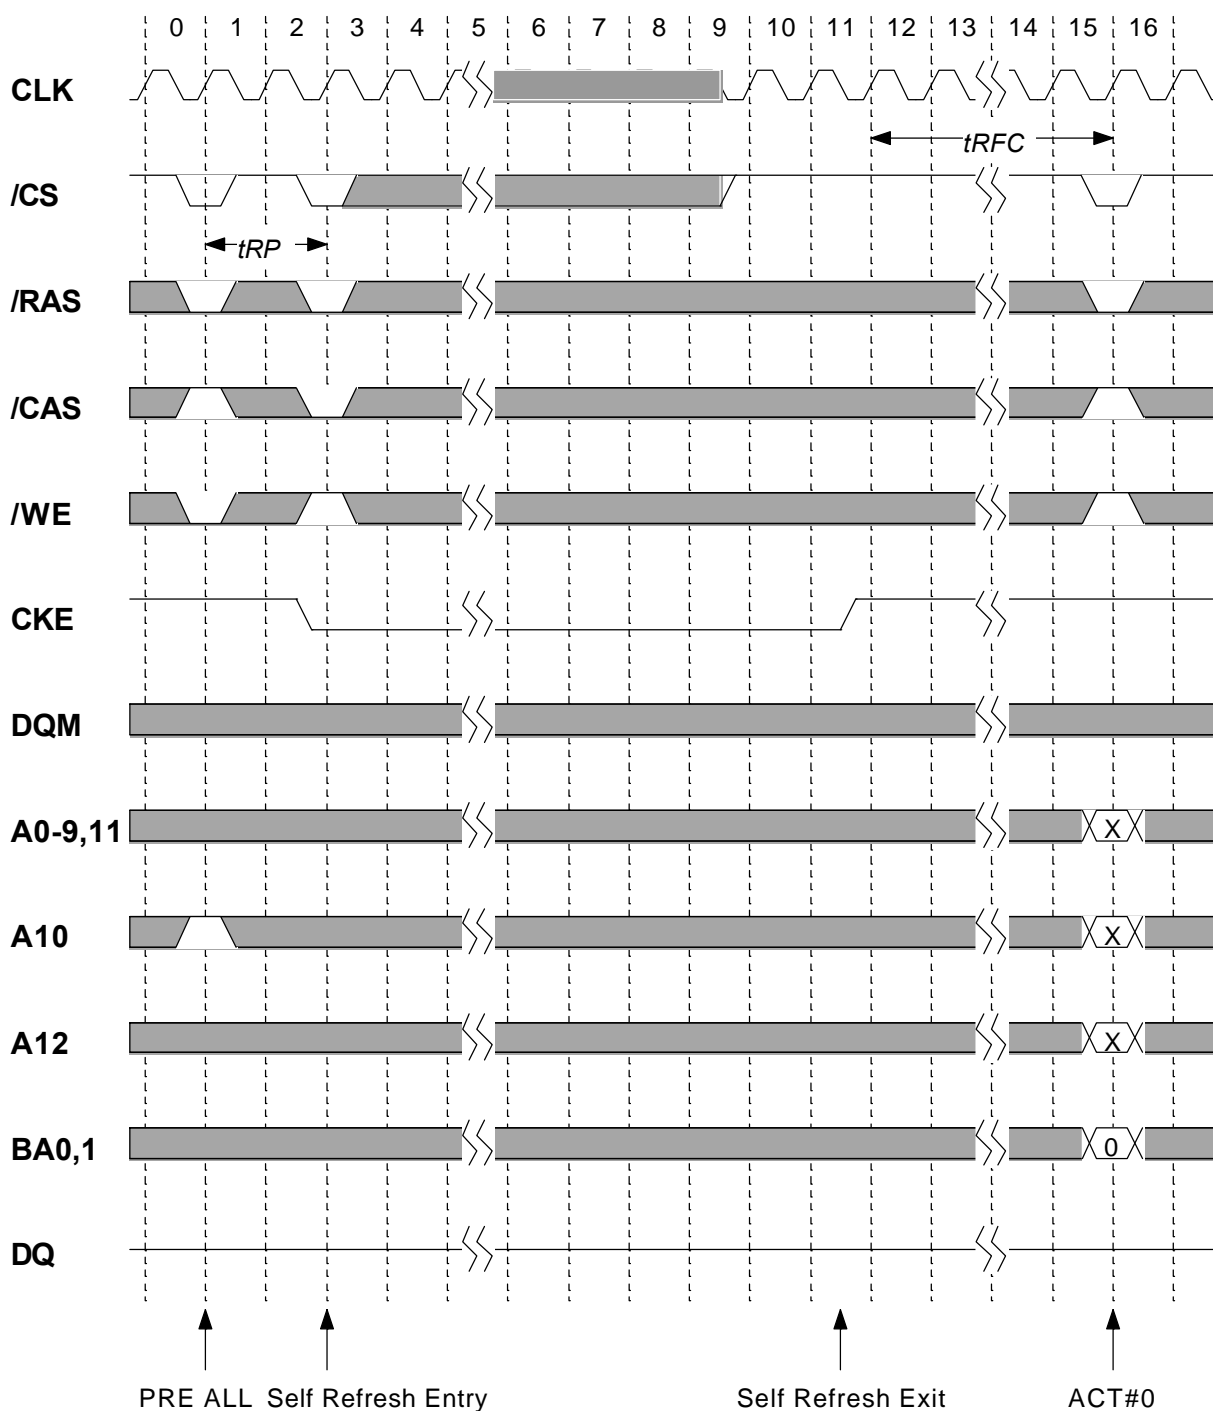 0 1 2 3 4 5 6 7 8 9 10 11 12 13 14 15 16
CLK
tRFC
/CS
tRP
/RAS
/CAS
/WE
CKE
DQM
A0-9,11 X
A10 X
A12 X
BA0,1 0
DQ
PRE ALL Self Refresh Entry Self Refresh Exit ACT#0